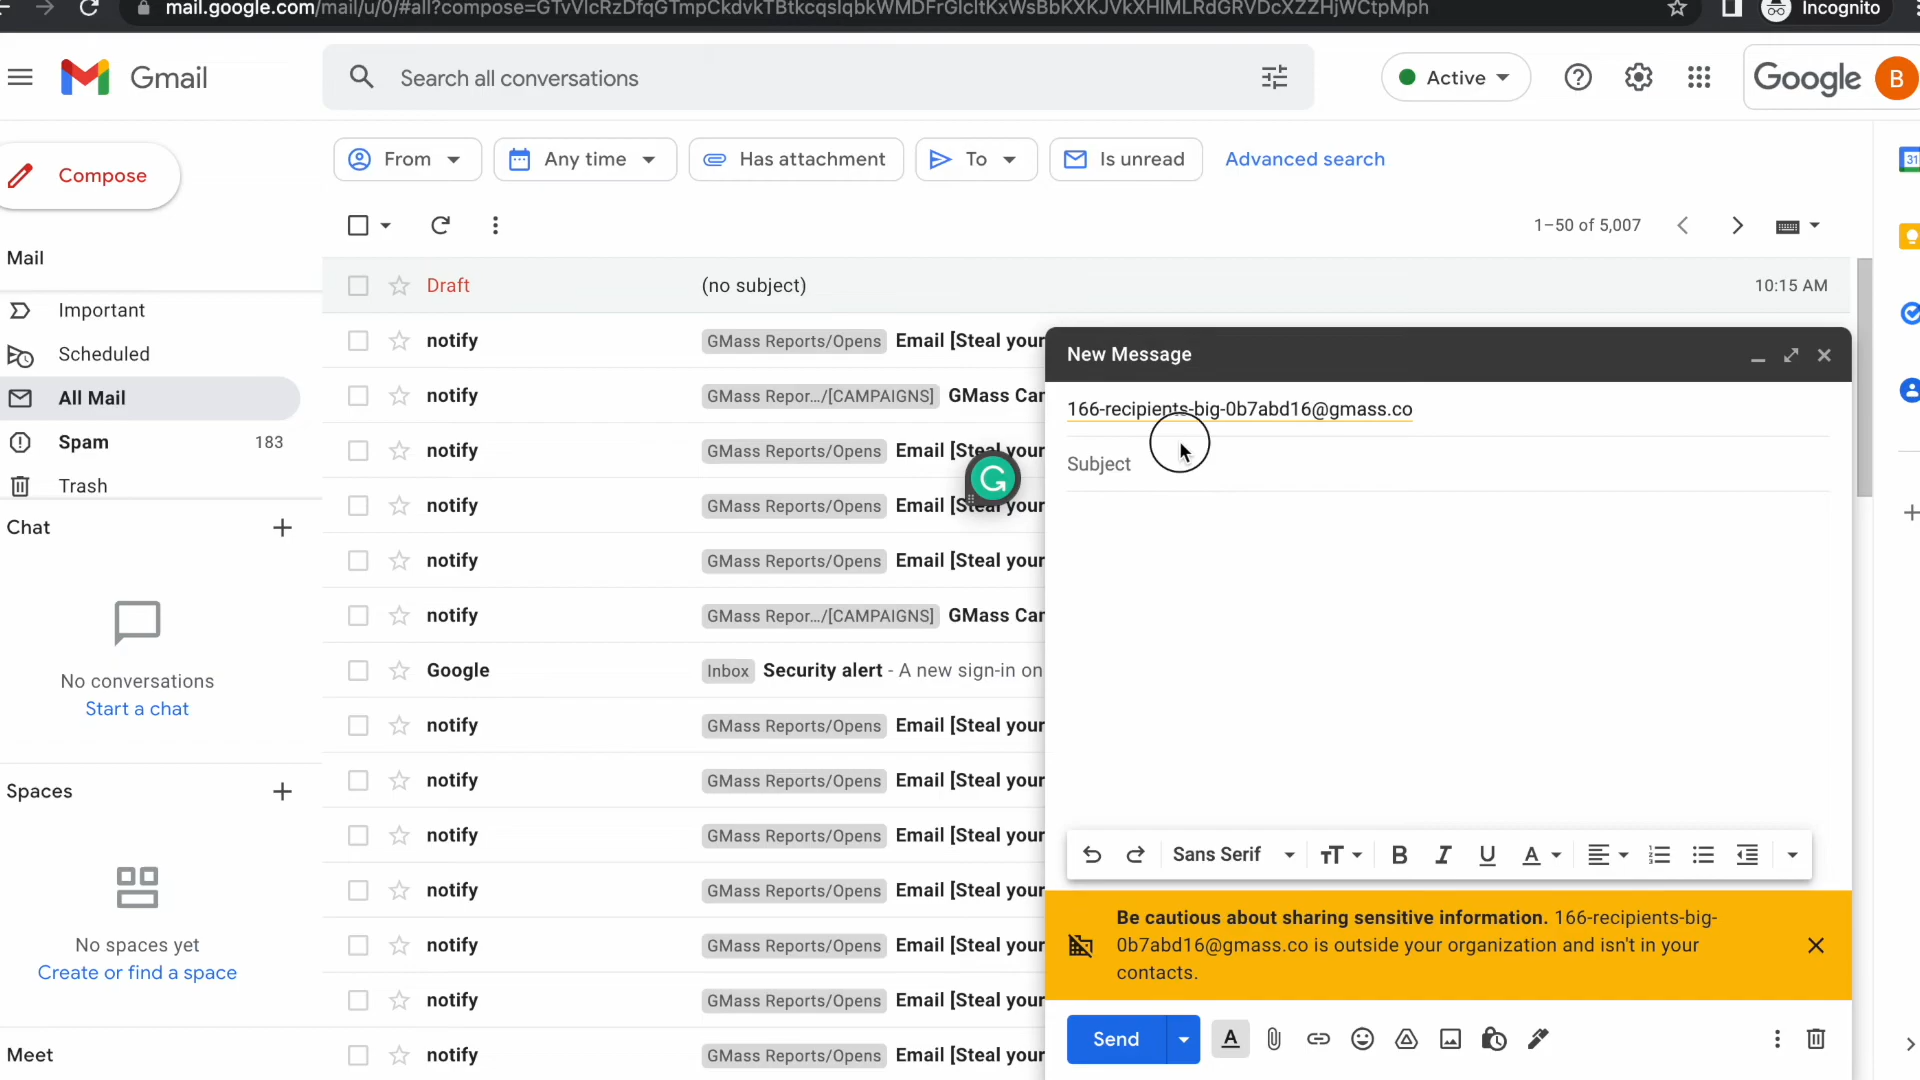 mail.google.com/mail/u/0/#all?compose=
Incognito
Gmail
Search all conversations
Active
Google
B
Compose
From
Any time
Has attachment
To
Is unread
Advanced search
1–50 of 5,007
31
Mail
Important
Scheduled
All Mail
Spam 183
Trash
Chat
No conversations
Start a chat
Spaces
No spaces yet
Create or find a space
Meet
Draft (no subject) 10:15 AM
notify GMass Reports/Opens Email [Steal your
notify GMass Repor.../[CAMPAIGNS] GMass Car
notify GMass Reports/Opens Email [Steal your
notify GMass Reports/Opens Email [Steal your
notify GMass Reports/Opens Email [Steal your
notify GMass Repor.../[CAMPAIGNS] GMass Car
Google Inbox Security alert - A new sign-in on
notify GMass Reports/Opens Email [Steal your
notify GMass Reports/Opens Email [Steal your
notify GMass Reports/Opens Email [Steal your
notify GMass Reports/Opens Email [Steal your
notify GMass Reports/Opens Email [Steal your
notify GMass Reports/Opens Email [Steal your
notify GMass Reports/Opens Email [Steal your
New Message
166-recipients-big-0b7abd16@gmass.co
Subject
Sans Serif
Be cautious about sharing sensitive information. 166-recipients-big-
0b7abd16@gmass.co is outside your organization and isn't in your
contacts.
Send